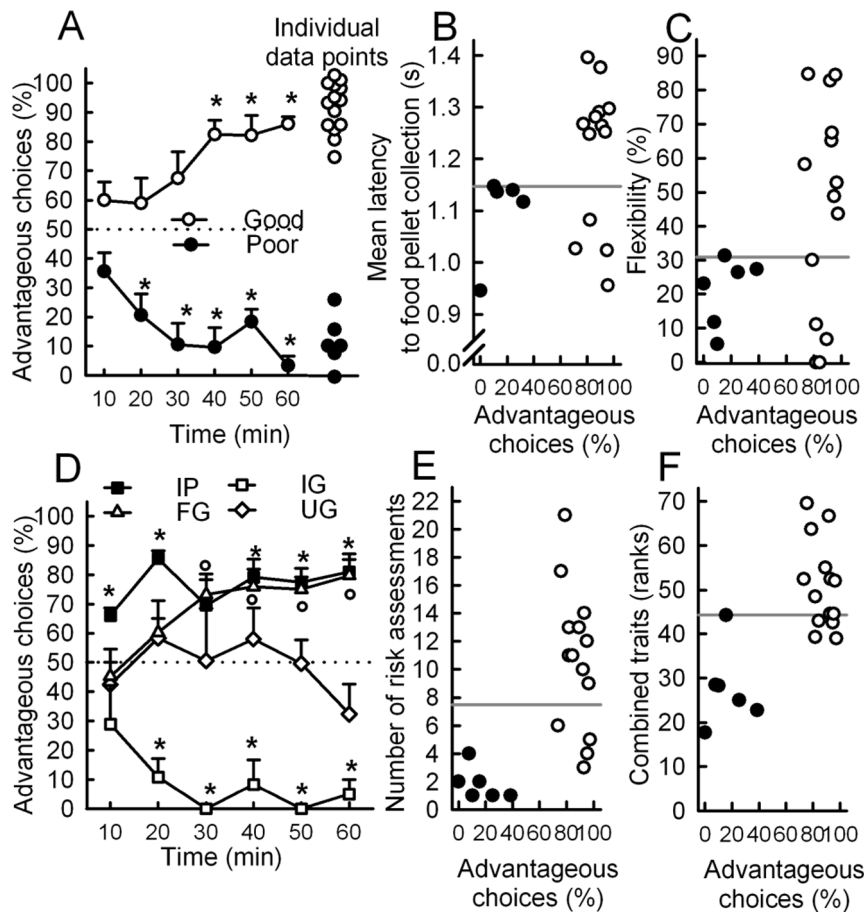 A
Individual
data points
Advantageous choices (%)
100
90
80
70
60
50
40
30
20
10
0
* * *
Good
Poor
* * * * *
10 20 30 40 50 60
Time (min)
B
Mean latency
to food pellet collection (s)
1.4
1.3
1.2
1.1
1.0
0.9
0.0
0 20 40 60 80 100
Advantageous
choices (%)
C
Flexibility (%)
90
80
70
60
50
40
30
20
10
0
0 20 40 60 80 100
Advantageous
choices (%)
D
IP IG
FG UG
Advantageous choices (%)
100
90
80
70
60
50
40
30
20
10
0
* * * * *
* * * * *
10 20 30 40 50 60
Time (min)
E
Number of risk assessments
22
20
18
16
14
12
10
8
6
4
2
0
0 20 40 60 80 100
Advantageous
choices (%)
F
Combined traits (ranks)
70
60
50
40
30
20
10
0
0 20 40 60 80 100
Advantageous
choices (%)